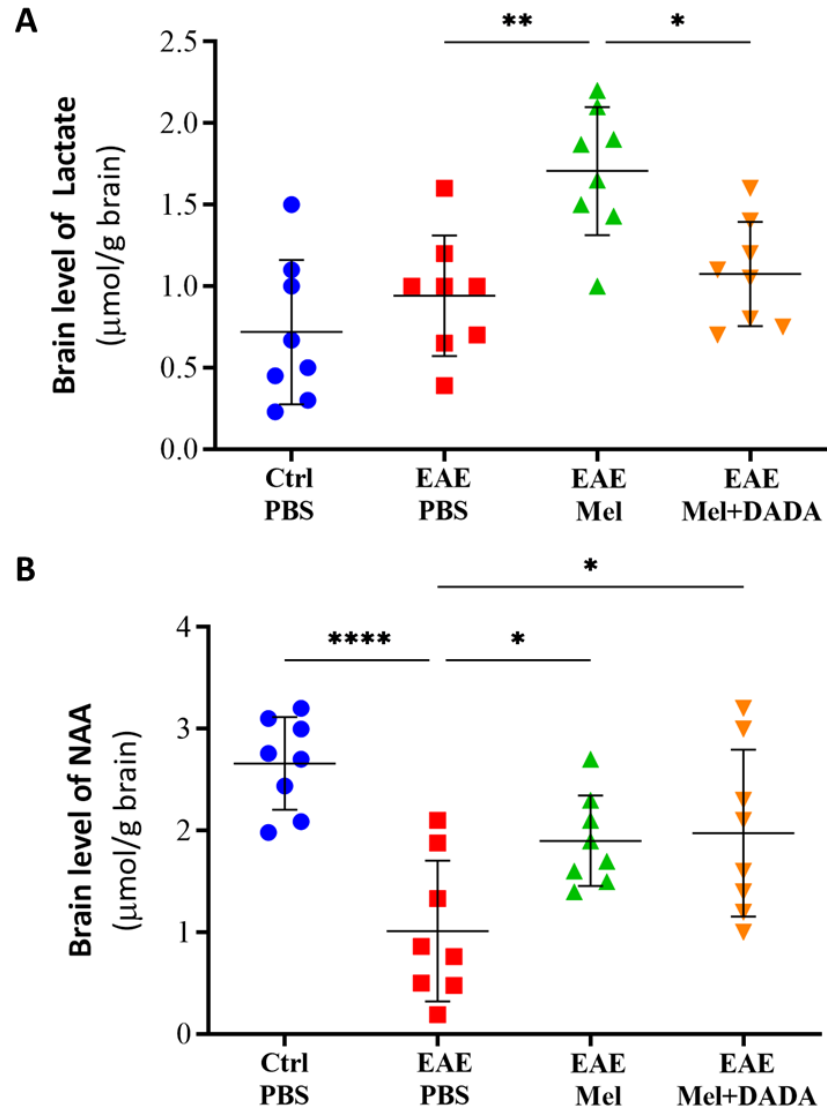 A
Brain level of Lactate
(µmol/g brain)
** *
2.5
2.0
1.5
1.0
0.5
0.0
Ctrl PBS
EAE PBS
EAE Mel
EAE Mel+DADA
B
Brain level of NAA
(µmol/g brain)
*
**** *
4
3
2
1
0
Ctrl PBS
EAE PBS
EAE Mel
EAE Mel+DADA